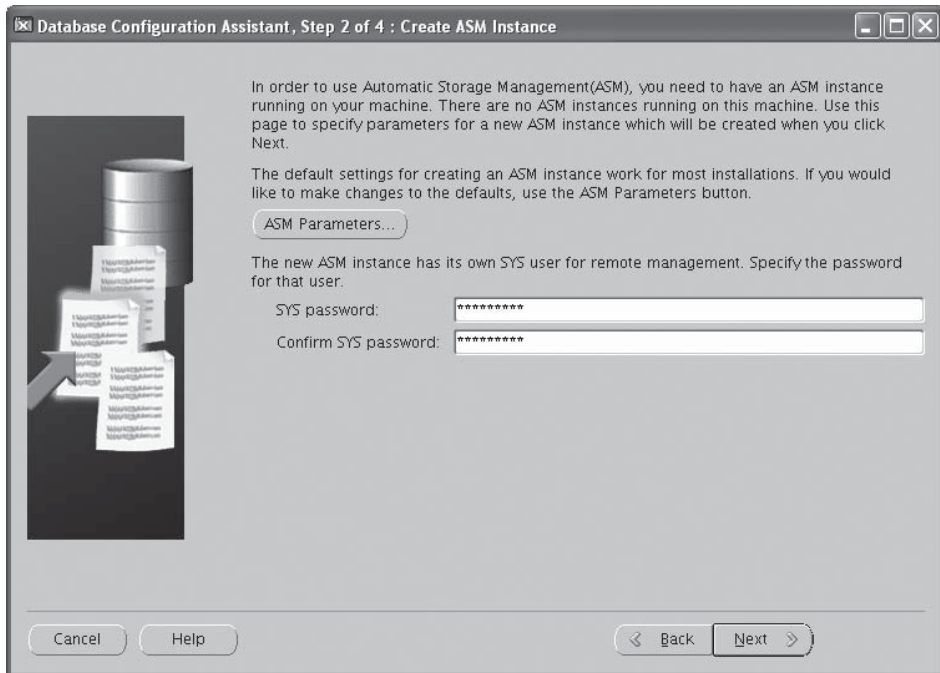 Database Configuration Assistant, Step 2 of 4 : Create ASM Instance
In order to use Automatic Storage Management(ASM), you need to have an ASM instance
running on your machine. There are no ASM instances running on this machine. Use this
page to specify parameters for a new ASM instance which will be created when you click
Next.
The default settings for creating an ASM instance work for most installations. If you would
like to make changes to the defaults, use the ASM Parameters button.
ASM Parameters...
The new ASM instance has its own SYS user for remote management. Specify the password
for that user.
SYS password: *********
Confirm SYS password: *********
Cancel Help Back Next